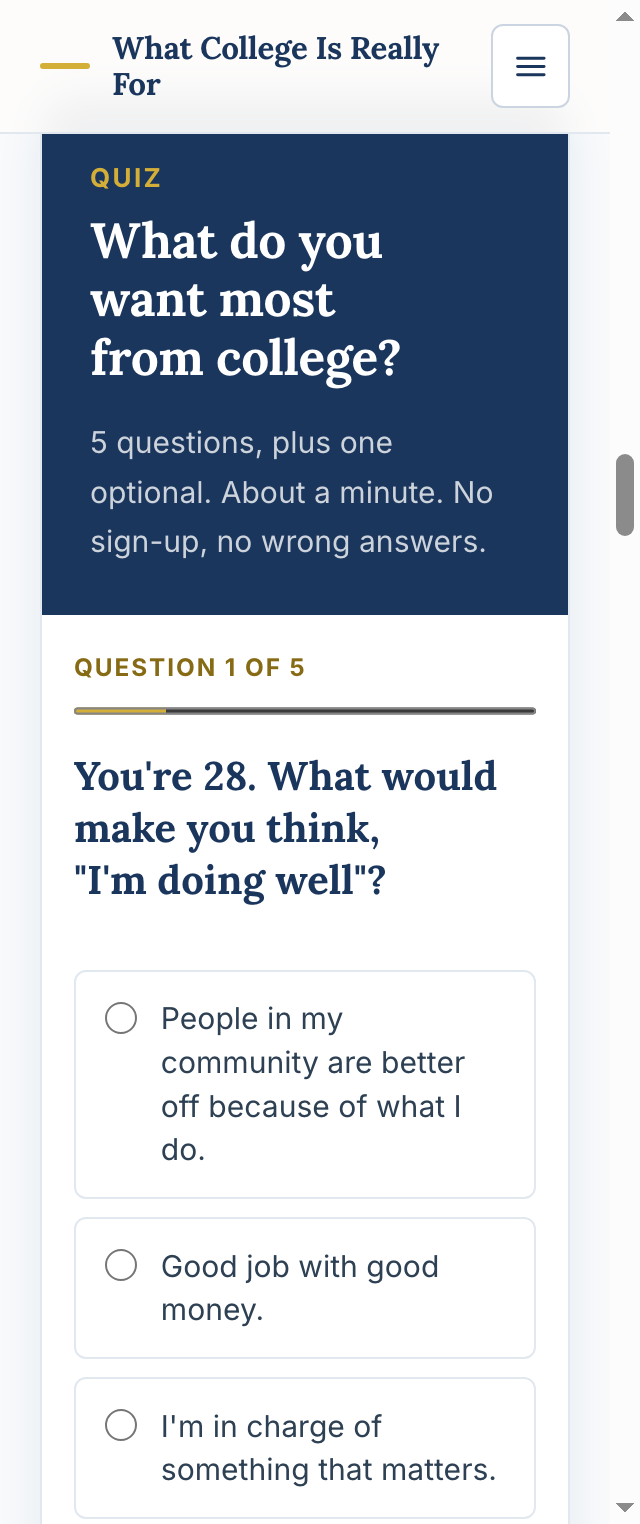 What College Is Really
For
QUIZ
What do you
want most
from college?
5 questions, plus one
optional. About a minute. No
sign-up, no wrong answers.
QUESTION 1 OF 5
You're 28. What would
make you think,
"I'm doing well"?
People in my
community are better
off because of what I
do.
Good job with good
money.
I'm in charge of
something that matters.